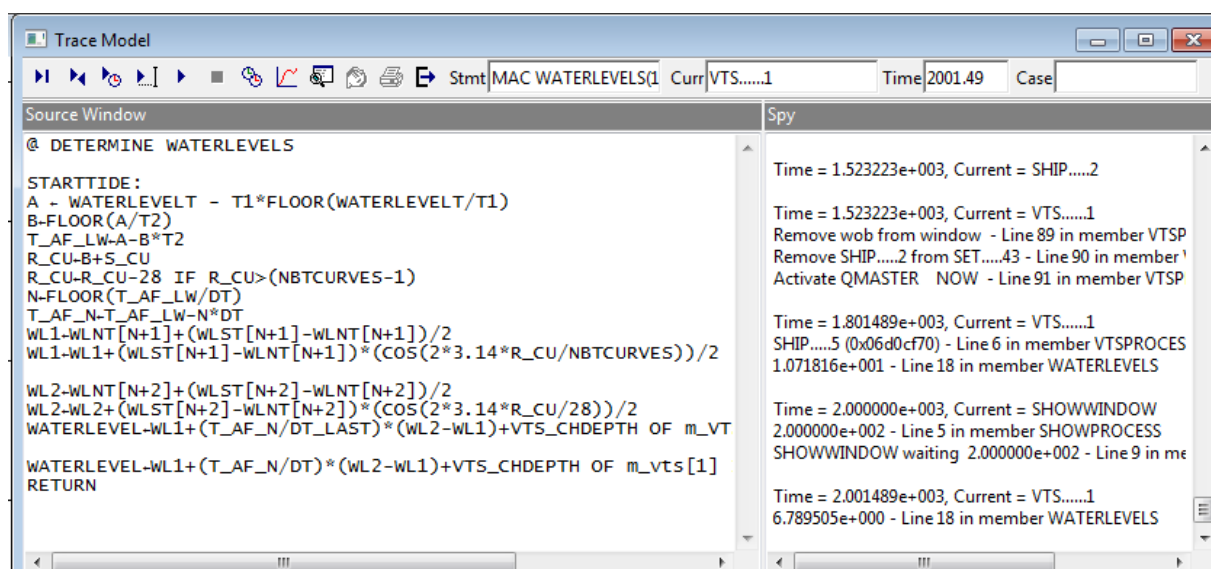 Trace Model
Stmt MAC WATERLEVELS(1 Curr VTS......1 Time 2001.49 Case
Source Window
@ DETERMINE WATERLEVELS
STARTTIDE:
A ← WATERLEVELT - T1*FLOOR(WATERLEVELT/T1)
B←FLOOR(A/T2)
T_AF_LW←A-B*T2
R_CU←B+S_CU
R_CU←R_CU-28 IF R_CU>(NBTCURVES-1)
N←FLOOR(T_AF_LW/DT)
T_AF_N←T_AF_LW-N*DT
WL1←WLNT[N+1]+(WLST[N+1]-WLNT[N+1])/2
WL1←WL1+(WLST[N+1]-WLNT[N+1])*(COS(2*3.14*R_CU/NBTCURVES))/2
WL2←WLNT[N+2]+(WLST[N+2]-WLNT[N+2])/2
WL2←WL2+(WLST[N+2]-WLNT[N+2])*(COS(2*3.14*R_CU/28))/2
WATERLEVEL←WL1+(T_AF_N/DT_LAST)*(WL2-WL1)+VTS_CHDEPTH OF m_VT
WATERLEVEL←WL1+(T_AF_N/DT)*(WL2-WL1)+VTS_CHDEPTH OF m_vts[1]
RETURN
Spy
Time = 1.523223e+003, Current = SHIP.....2
Time = 1.523223e+003, Current = VTS......1
Remove wob from window - Line 89 in member VTSP
Remove SHIP.....2 from SET.....43 - Line 90 in member
Activate QMASTER NOW - Line 91 in member VTSP
Time = 1.801489e+003, Current = VTS......1
SHIP.....5 (0x06d0cf70) - Line 6 in member VTSPROCES
1.071816e+001 - Line 18 in member WATERLEVELS
Time = 2.000000e+003, Current = SHOWWINDOW
2.000000e+002 - Line 5 in member SHOWPROCESS
SHOWWINDOW waiting 2.000000e+002 - Line 9 in me
Time = 2.001489e+003, Current = VTS......1
6.789505e+000 - Line 18 in member WATERLEVELS